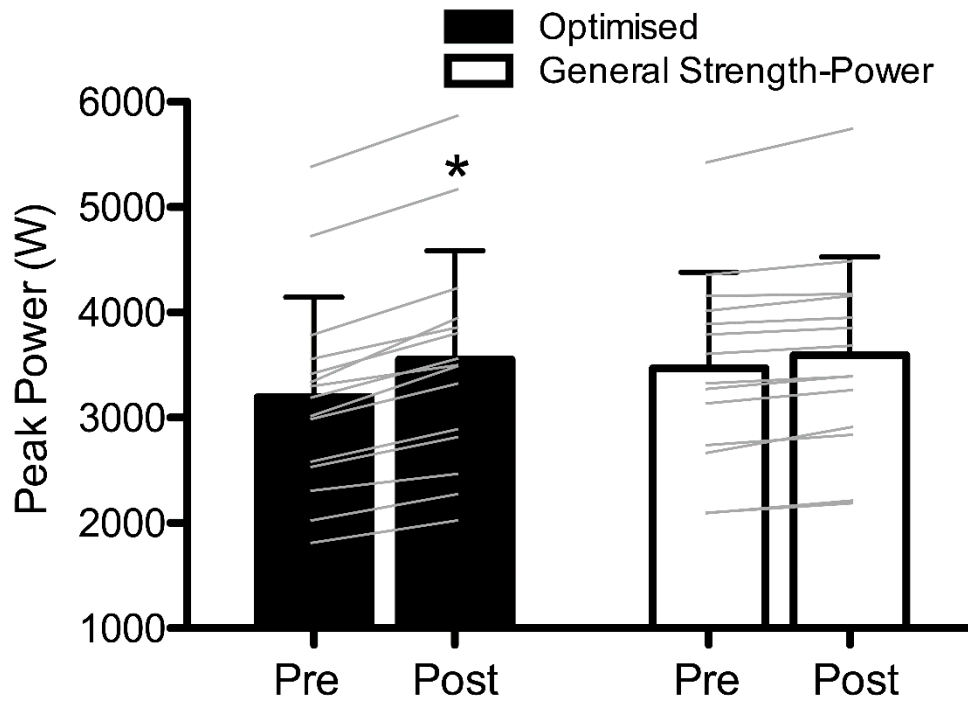 Optimised
General Strength-Power
6000
5000
4000
3000
2000
1000
Peak Power (W)
*
Pre
Post
Pre
Post